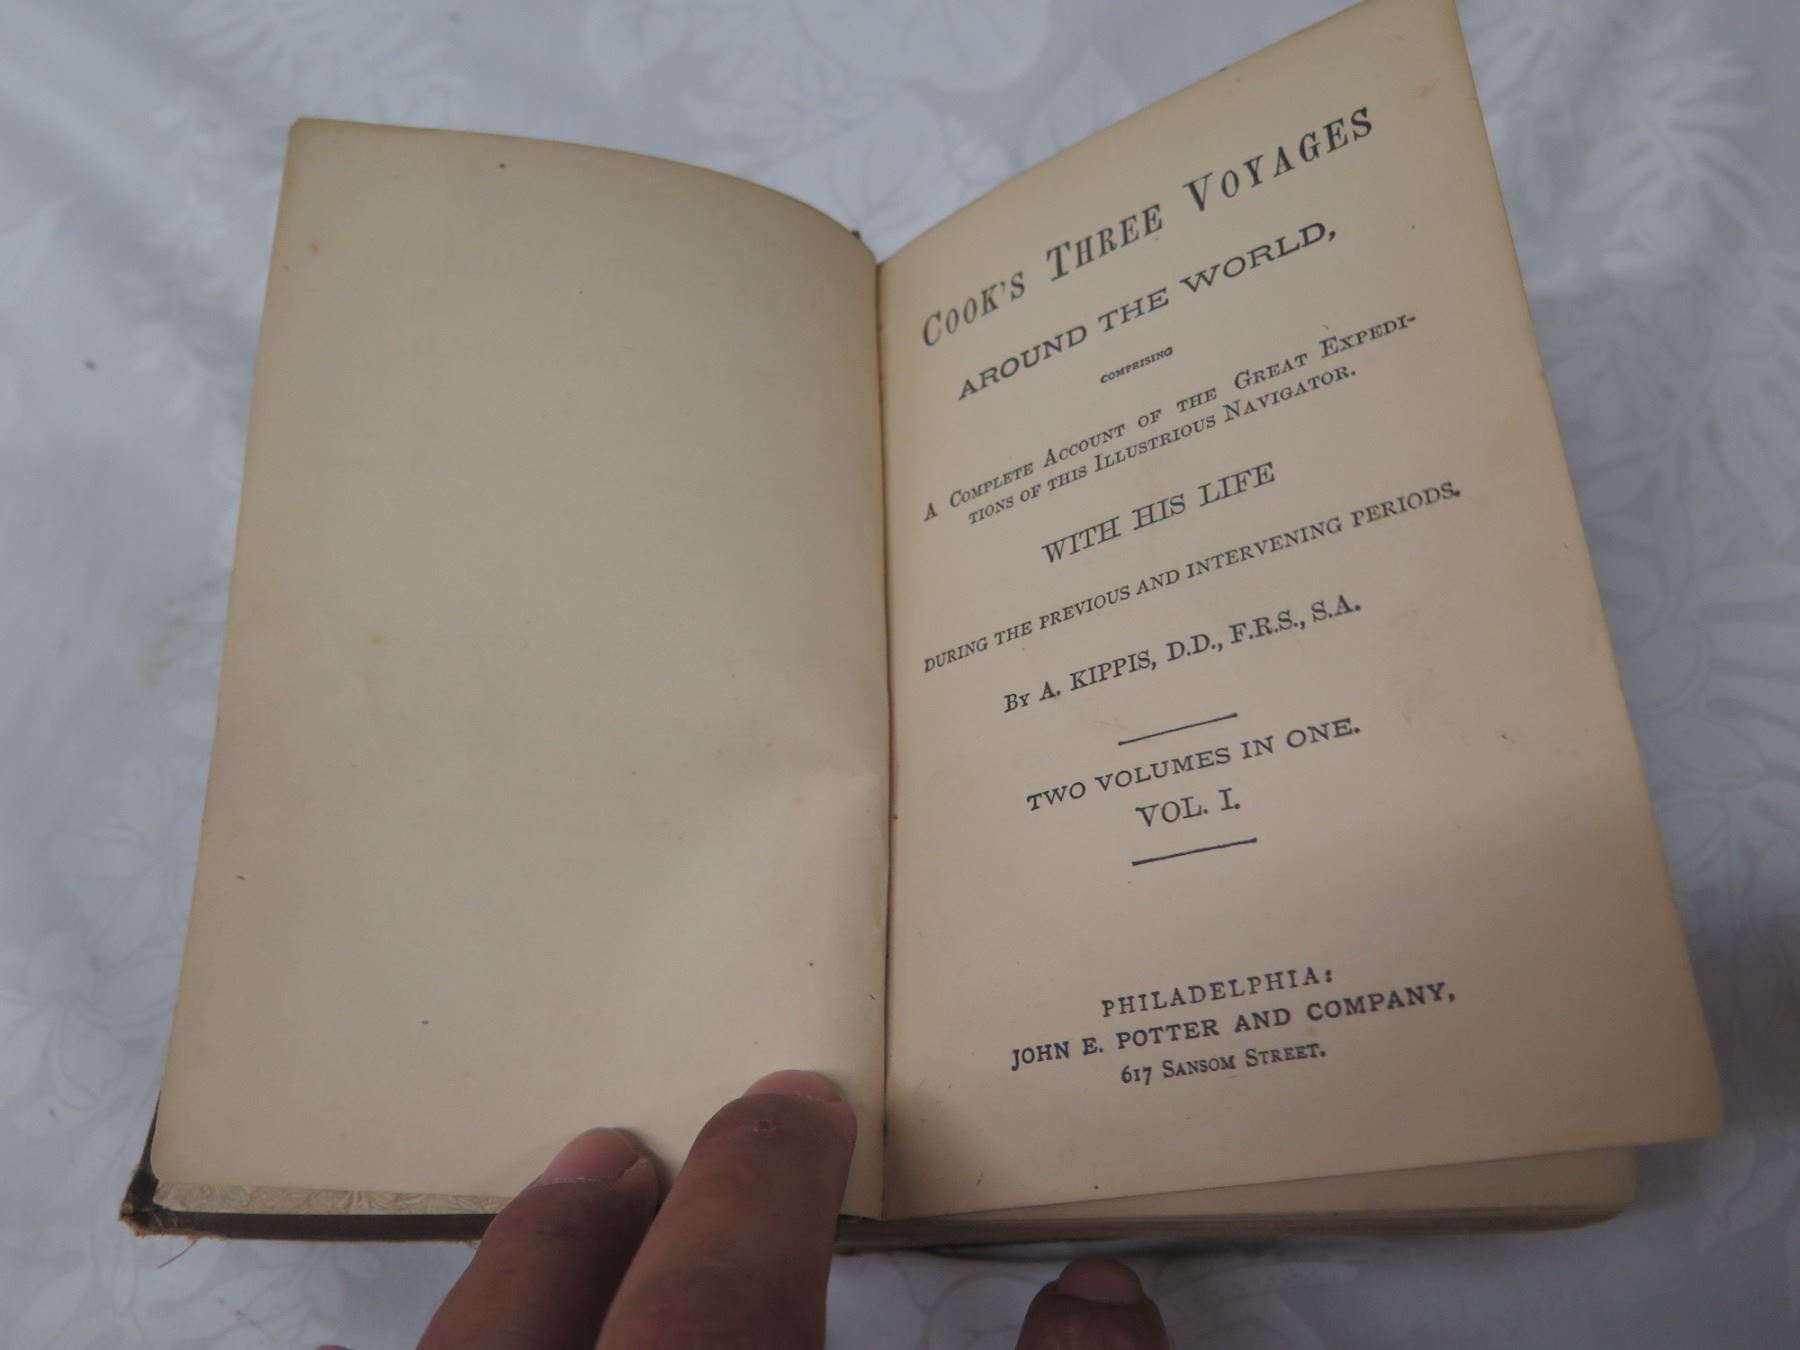 COOK'S THREE VOYAGES
AROUND THE WORLD,
COMPRISING
A COMPLETE ACCOUNT OF THE GREAT EXPEDI-
TIONS OF THIS ILLUSTRIOUS NAVIGATOR.
WITH HIS LIFE
DURING THE PREVIOUS AND INTERVENING PERIODS.
BY A. KIPPIS, D.D., F.R.S., S.A.
TWO VOLUMES IN ONE.
VOL. I.
PHILADELPHIA:
JOHN E. POTTER AND COMPANY,
617 SANSOM STREET.